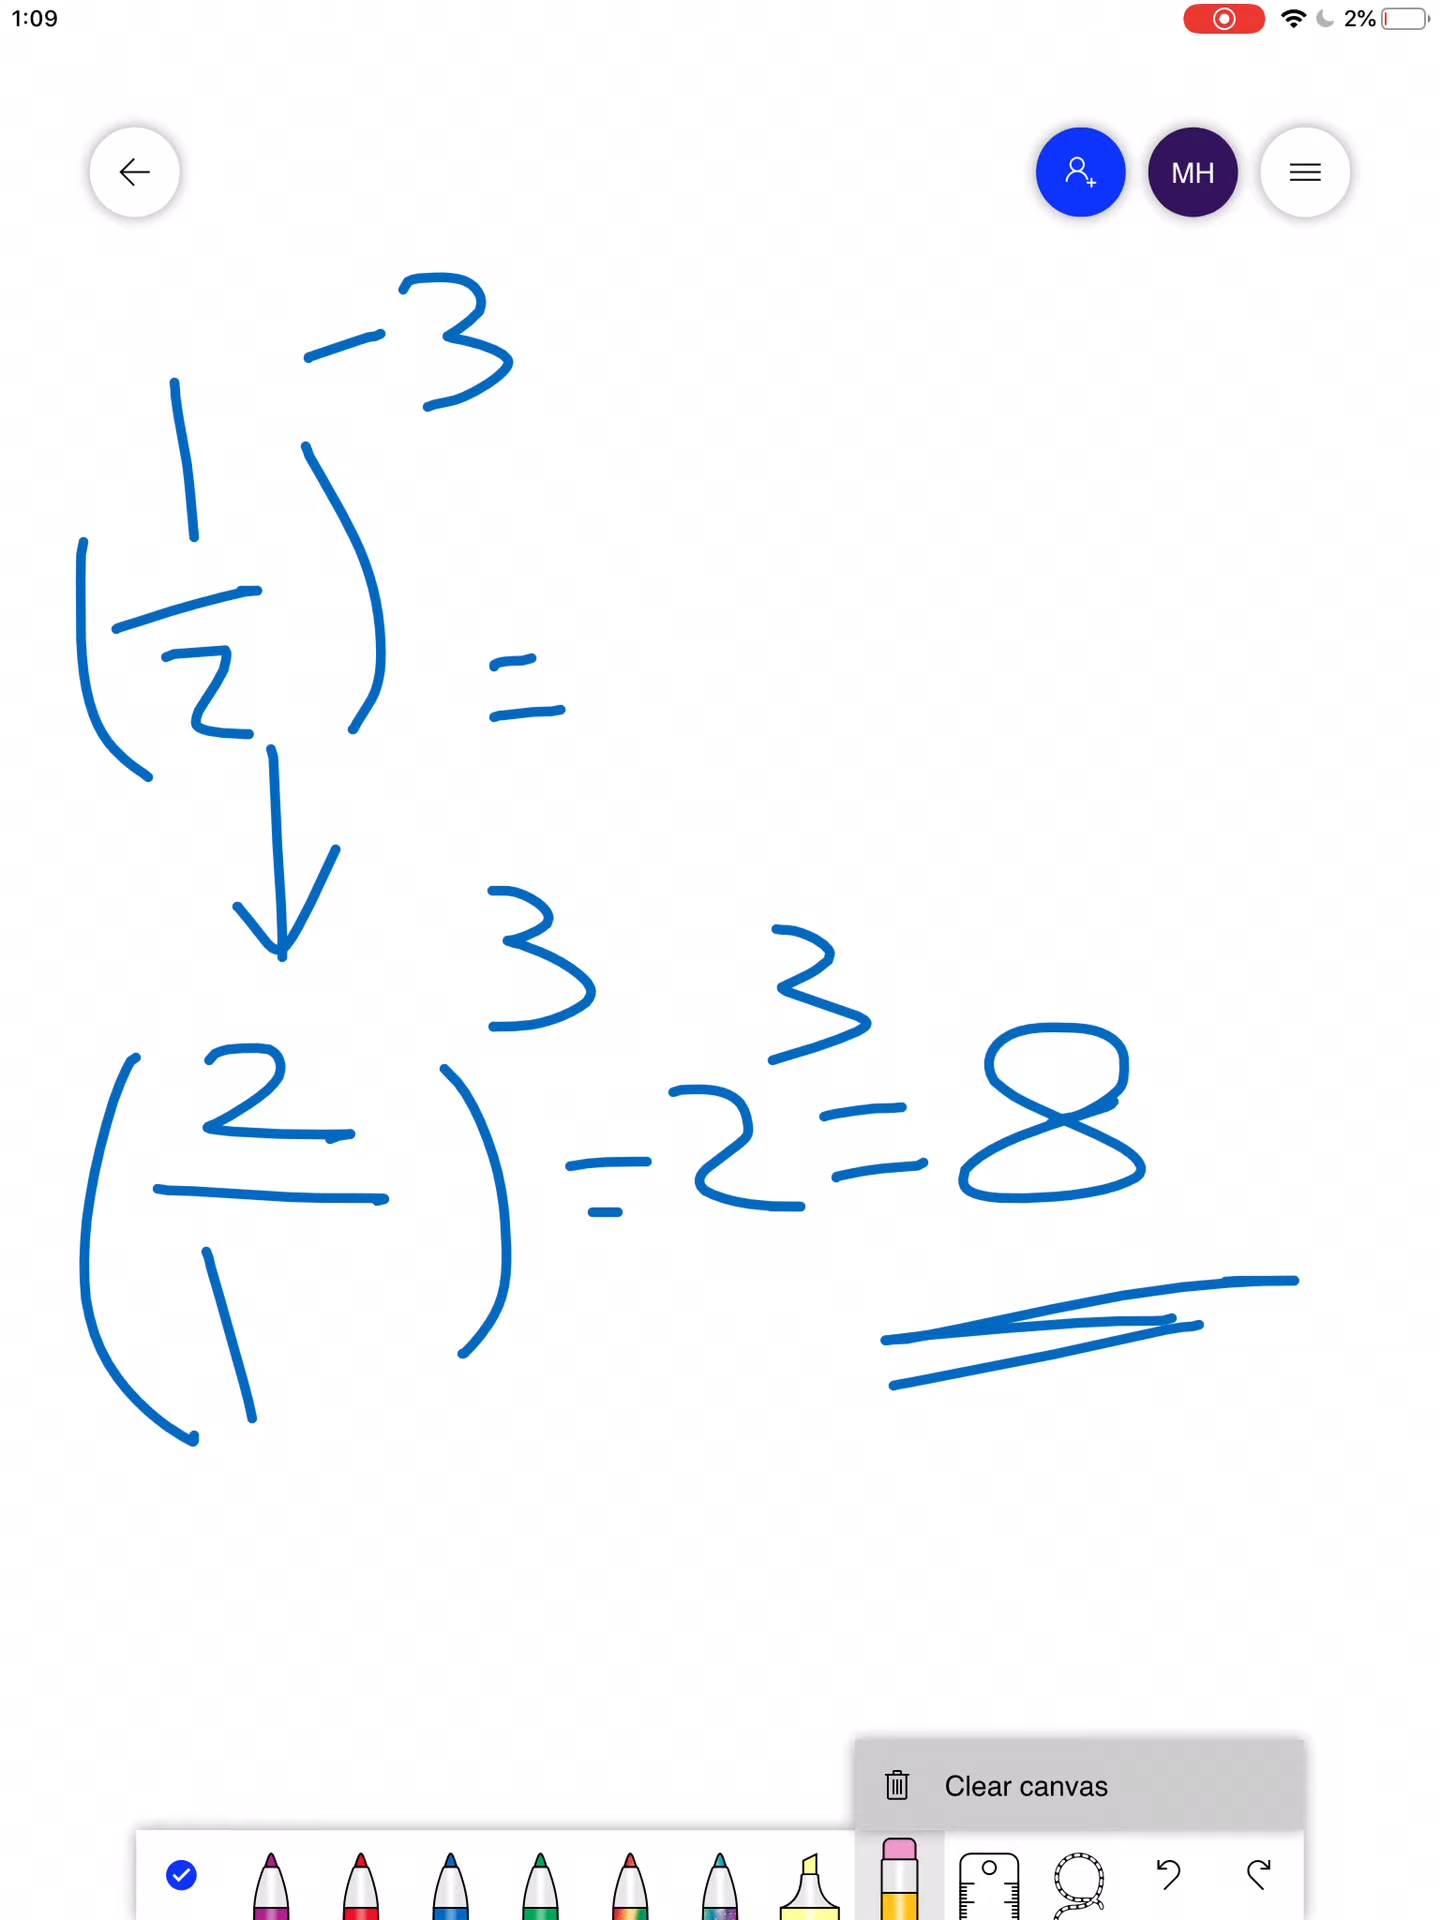 1:09
2%
MH
(1/2)^-3 =
(2/1)^3 = 2^3 = 8
Clear canvas